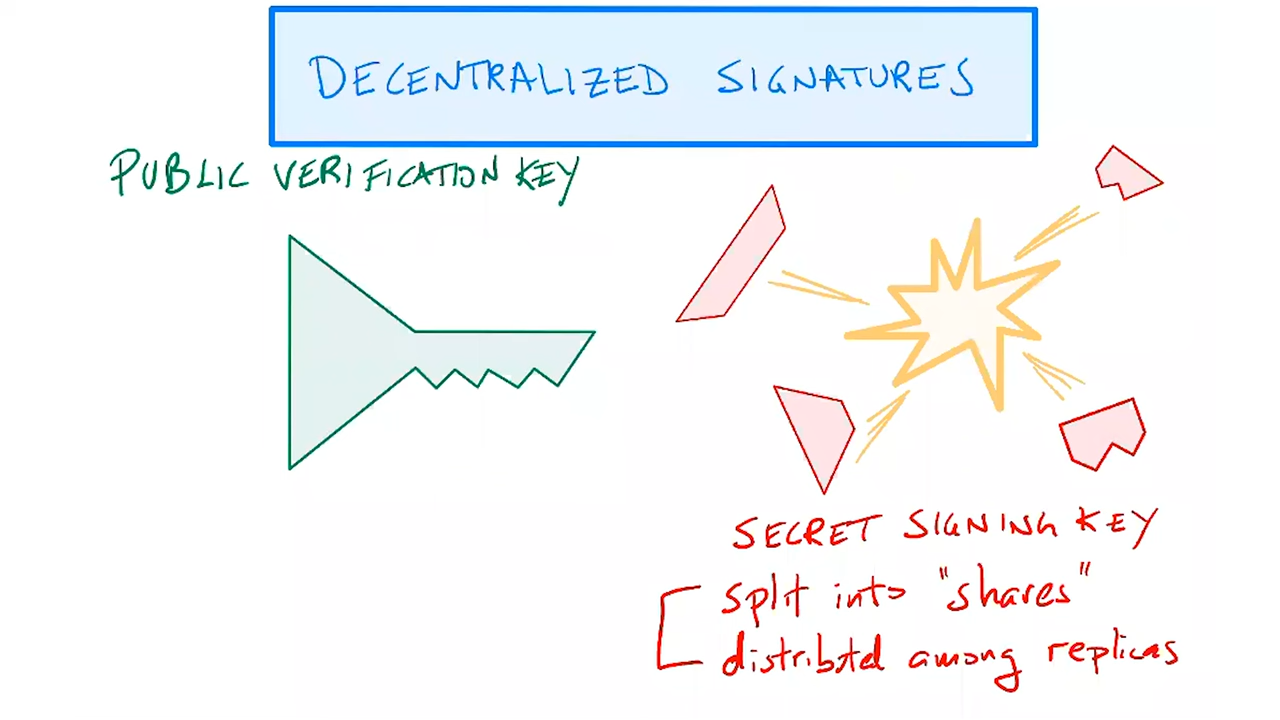 DECENTRALIZED SIGNATURES
PUBLIC VERIFICATION KEY
SECRET SIGNING KEY
split into "shares"
distributed among replicas